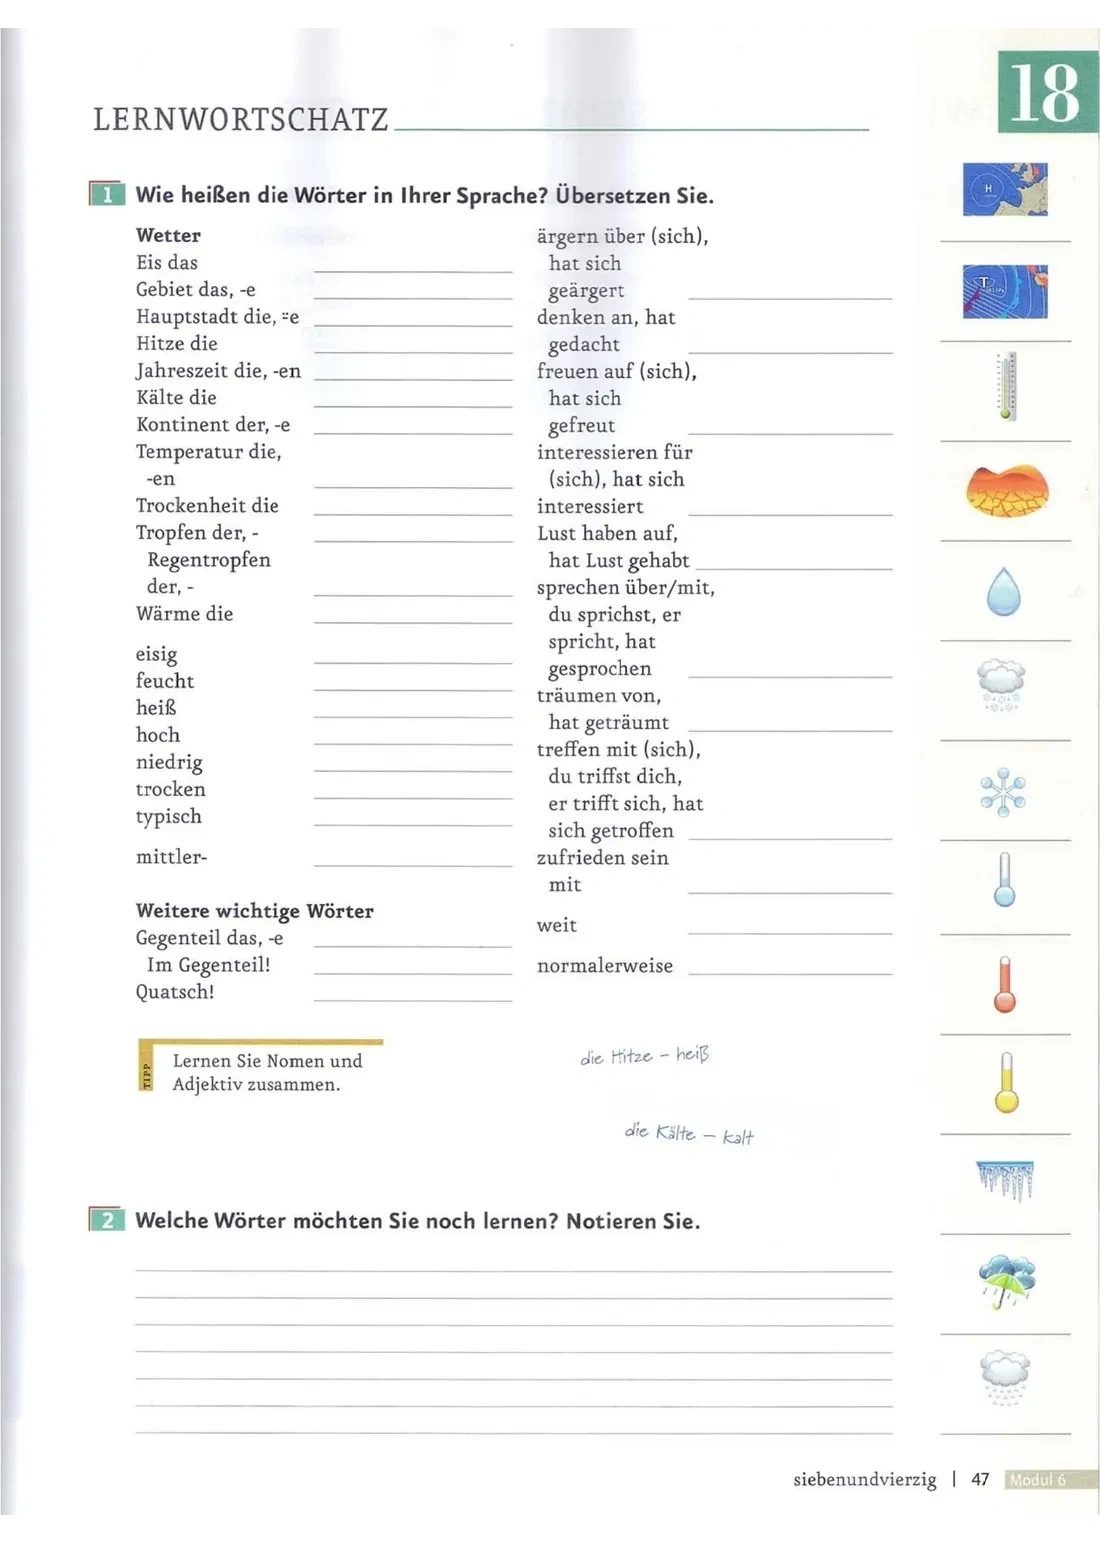 18
LERNWORTSCHATZ
1 Wie heißen die Wörter in Ihrer Sprache? Übersetzen Sie.
Wetter
Eis das
Gebiet das, -e
Hauptstadt die, ⸚e
Hitze die
Jahreszeit die, -en
Kälte die
Kontinent der, -e
Temperatur die,
-en
Trockenheit die
Tropfen der, -
Regentropfen
der, -
Wärme die
eisig
feucht
heiß
hoch
niedrig
trocken
typisch
mittler-
Weitere wichtige Wörter
Gegenteil das, -e
Im Gegenteil!
Quatsch!
ärgern über (sich),
hat sich
geärgert
denken an, hat
gedacht
freuen auf (sich),
hat sich
gefreut
interessieren für
(sich), hat sich
interessiert
Lust haben auf,
hat Lust gehabt
sprechen über/mit,
du sprichst, er
spricht, hat
gesprochen
träumen von,
hat geträumt
treffen mit (sich),
du triffst dich,
er trifft sich, hat
sich getroffen
zufrieden sein
mit
weit
normalerweise
TIPP
Lernen Sie Nomen und
Adjektiv zusammen.
die Hitze – heiß
die Kälte – kalt
2 Welche Wörter möchten Sie noch lernen? Notieren Sie.
H
T
siebenundvierzig | 47 Modul 6